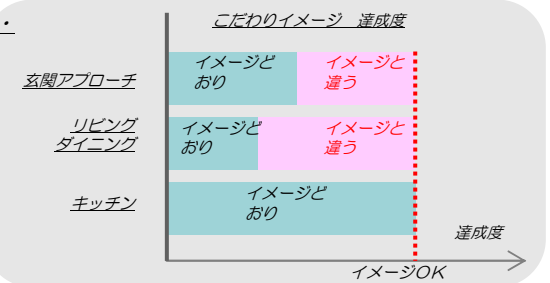 ・
こだわりイメージ　達成度
玄関アプローチ
イメージど
おり
イメージと
違う
リビング
ダイニング
イメージど
おり
イメージと
違う
キッチン
イメージど
おり
達成度
イメージOK